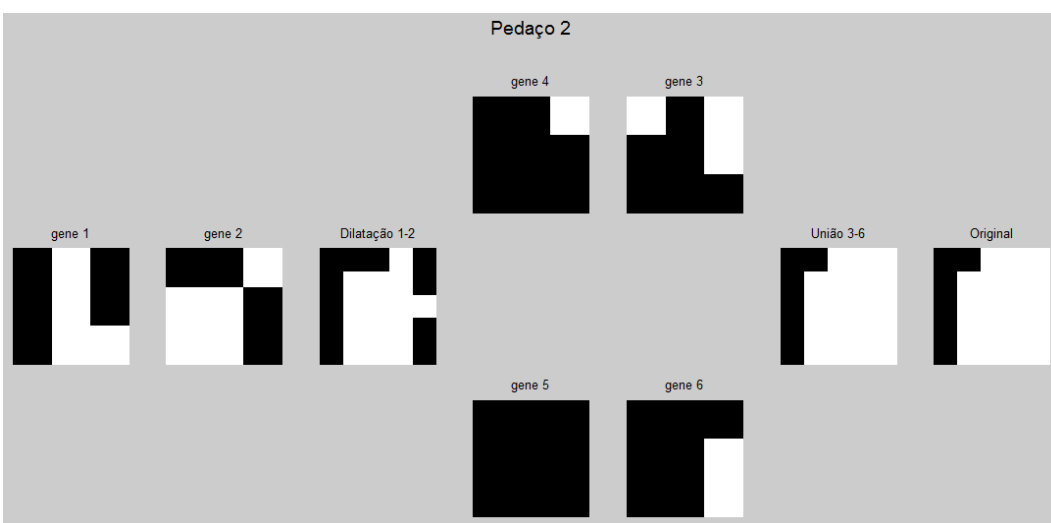 Pedaço 2
gene 4
gene 3
gene 1
gene 2
Dilatação 1-2
União 3-6
Original
gene 5
gene 6